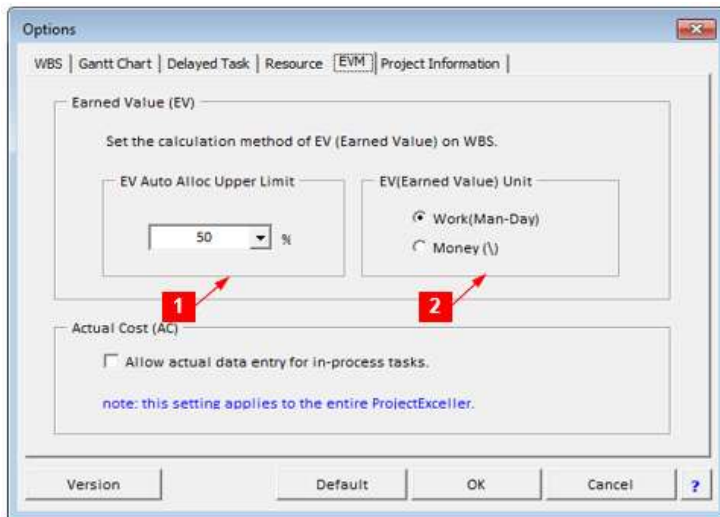 Options
WBS | Gantt Chart | Delayed Task | Resource | EVM | Project Information |
Earned Value (EV)
Set the calculation method of EV (Earned Value) on WBS.
EV Auto Alloc Upper Limit
EV(Earned Value) Unit
50 %
Work(Man-Day)
Money (\)
1
2
Actual Cost (AC)
Allow actual data entry for in-process tasks.
note: this setting applies to the entire ProjectExceller.
Version Default OK Cancel ?